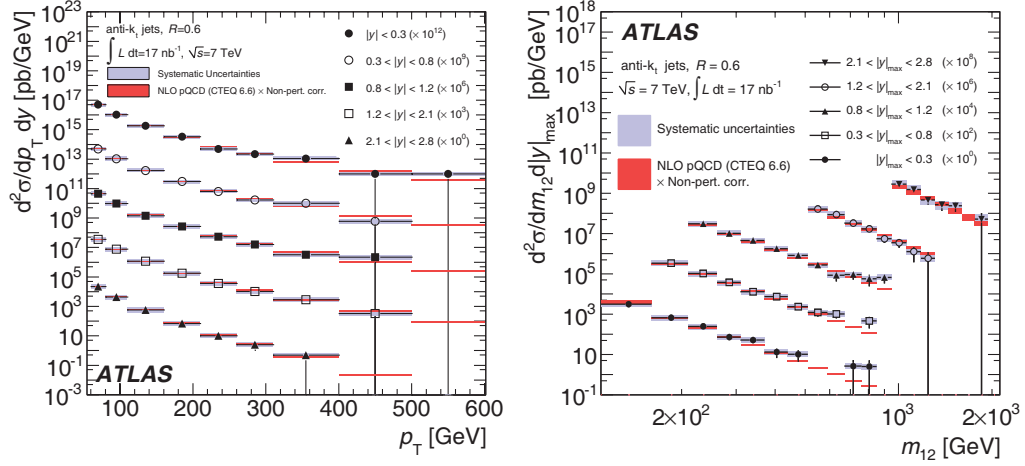 d²σ/dp_T dy [pb/GeV]
10²³
10²¹
10¹⁹
10¹⁷
10¹⁵
10¹³
10¹¹
10⁹
10⁷
10⁵
10³
10
10⁻¹
10⁻³
anti-k_t jets, R=0.6
∫ L dt=17 nb⁻¹, √s=7 TeV
Systematic Uncertainties
NLO pQCD (CTEQ 6.6) × Non-pert. corr.
|y| < 0.3 (× 10¹²)
0.3 < |y| < 0.8 (× 10⁹)
0.8 < |y| < 1.2 (× 10⁶)
1.2 < |y| < 2.1 (× 10³)
2.1 < |y| < 2.8 (× 10⁰)
ATLAS
100 200 300 400 500 600
p_T [GeV]
d²σ/dm₁₂d|y|_max [pb/GeV]
10¹⁹
10¹⁷
10¹⁵
10¹³
10¹¹
10⁹
10⁷
10⁵
10³
10
10⁻¹
ATLAS
anti-k_t jets, R = 0.6
√s = 7 TeV, ∫ L dt = 17 nb⁻¹
Systematic uncertainties
NLO pQCD (CTEQ 6.6)
× Non-pert. corr.
2.1 < |y|_max < 2.8 (× 10⁸)
1.2 < |y|_max < 2.1 (× 10⁶)
0.8 < |y|_max < 1.2 (× 10⁴)
0.3 < |y|_max < 0.8 (× 10²)
|y|_max < 0.3 (× 10⁰)
2×10² 10³ 2×10³
m₁₂ [GeV]